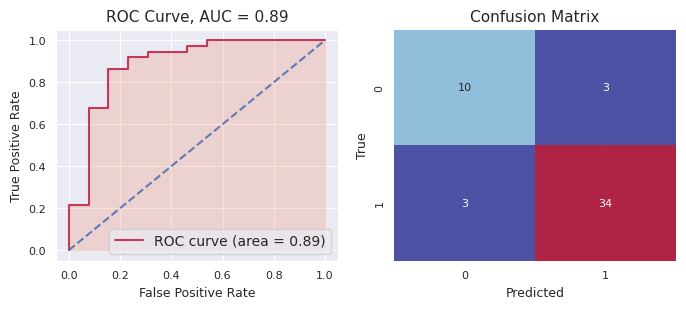 ROC Curve, AUC = 0.89
1.0
0.8
0.6
0.4
0.2
0.0
True Positive Rate
ROC curve (area = 0.89)
0.0 0.2 0.4 0.6 0.8 1.0
False Positive Rate
Confusion Matrix
True
0
10 3
1
3 34
0 1
Predicted